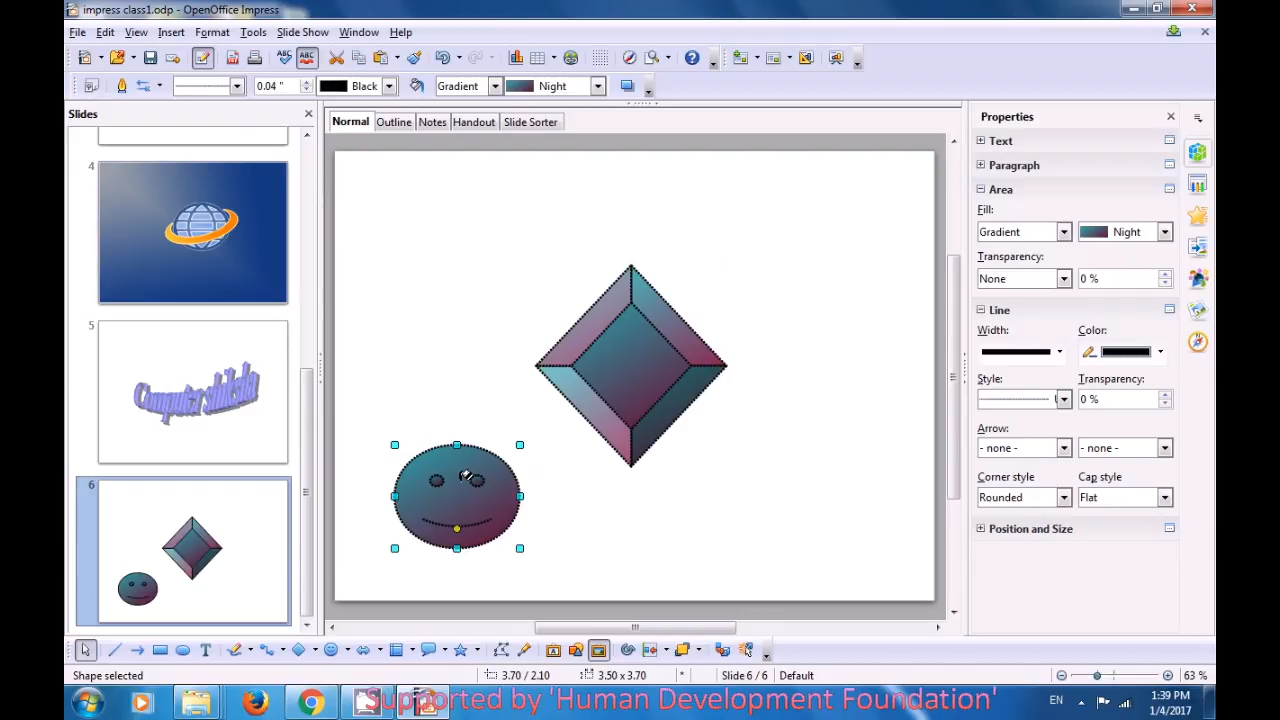 impress class1.odp - OpenOffice Impress
File Edit View Insert Format Tools Slide Show Window Help
0.04 " Black Gradient Night
Slides
Normal Outline Notes Handout Slide Sorter
4
5
Computer shiksha
6
Properties
Text
Paragraph
Area
Fill:
Gradient Night
Transparency:
None 0 %
Line
Width: Color:
Style: Transparency:
0 %
Arrow:
- none - - none -
Corner style Cap style
Rounded Flat
Position and Size
Shape selected 3.70 / 2.10 3.50 x 3.70 * Slide 6 / 6 Default 63 %
Supported by 'Human Development Foundation'
EN 1:39 PM
1/4/2017